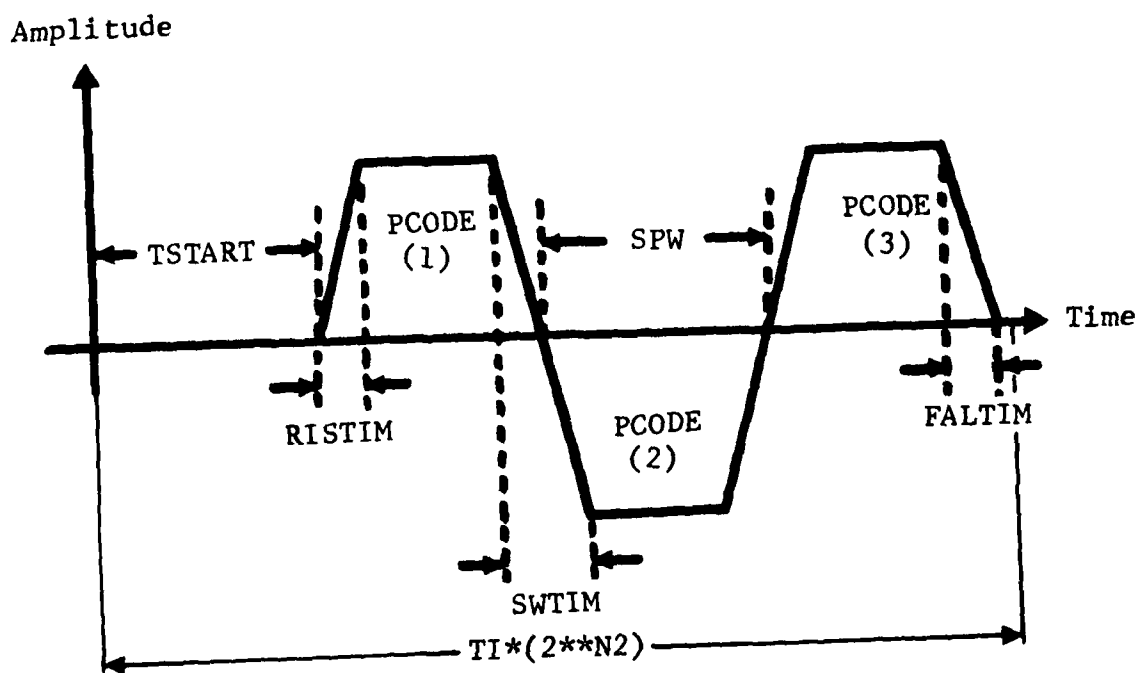 Amplitude
PCODE
(1)
PCODE
(3)
TSTART
SPW
Time
RISTIM
PCODE
(2)
FALTIM
SWTIM
TI*(2**N2)